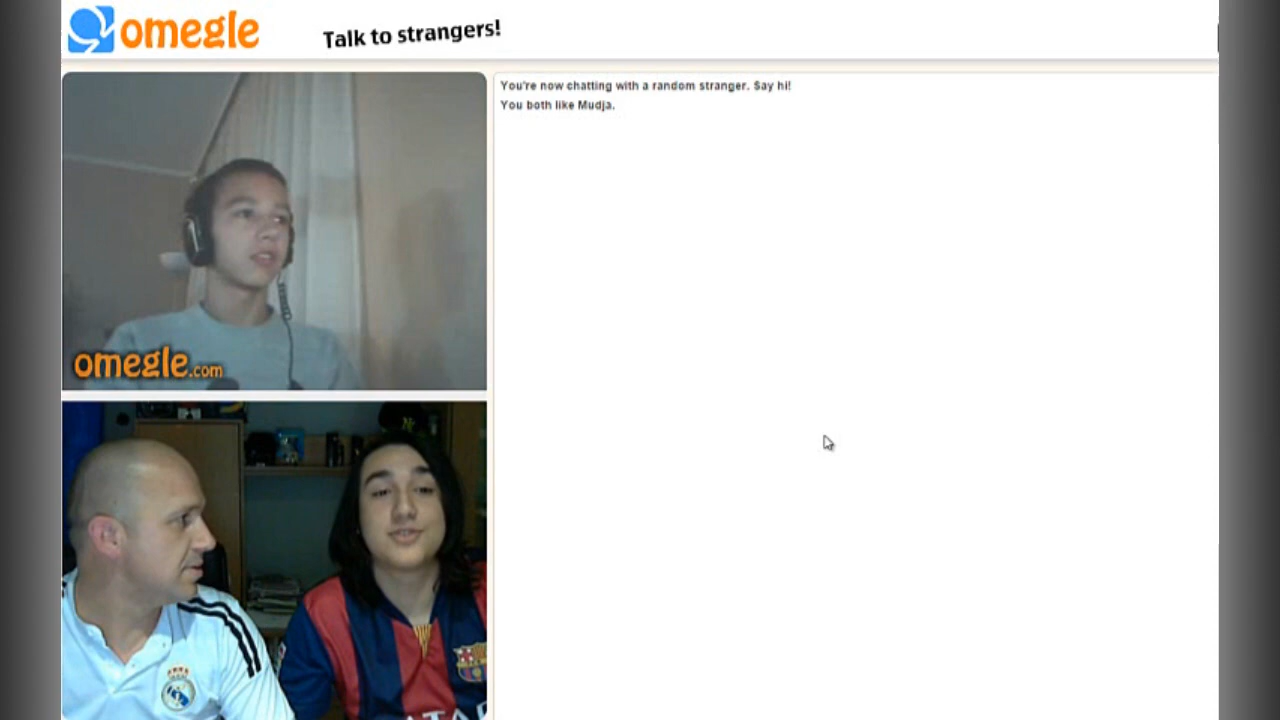 omegle
Talk to strangers!
You're now chatting with a random stranger. Say hi!
You both like Mudja.
omegle.com